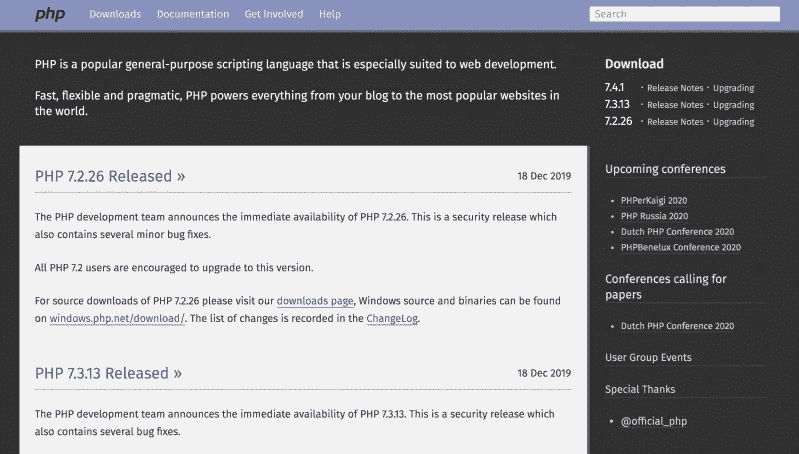 php Downloads Documentation Get Involved Help Search
PHP is a popular general-purpose scripting language that is especially suited to web development.
Fast, flexible and pragmatic, PHP powers everything from your blog to the most popular websites in
the world.
PHP 7.2.26 Released » 18 Dec 2019
The PHP development team announces the immediate availability of PHP 7.2.26. This is a security release which
also contains several minor bug fixes.
All PHP 7.2 users are encouraged to upgrade to this version.
For source downloads of PHP 7.2.26 please visit our downloads page, Windows source and binaries can be found
on windows.php.net/download/. The list of changes is recorded in the ChangeLog.
PHP 7.3.13 Released » 18 Dec 2019
The PHP development team announces the immediate availability of PHP 7.3.13. This is a security release which
also contains several bug fixes.
Download
7.4.1 · Release Notes · Upgrading
7.3.13 · Release Notes · Upgrading
7.2.26 · Release Notes · Upgrading
Upcoming conferences
• PHPerKaigi 2020
• PHP Russia 2020
• Dutch PHP Conference 2020
• PHPBenelux Conference 2020
Conferences calling for
papers
• Dutch PHP Conference 2020
User Group Events
Special Thanks
• @official_php